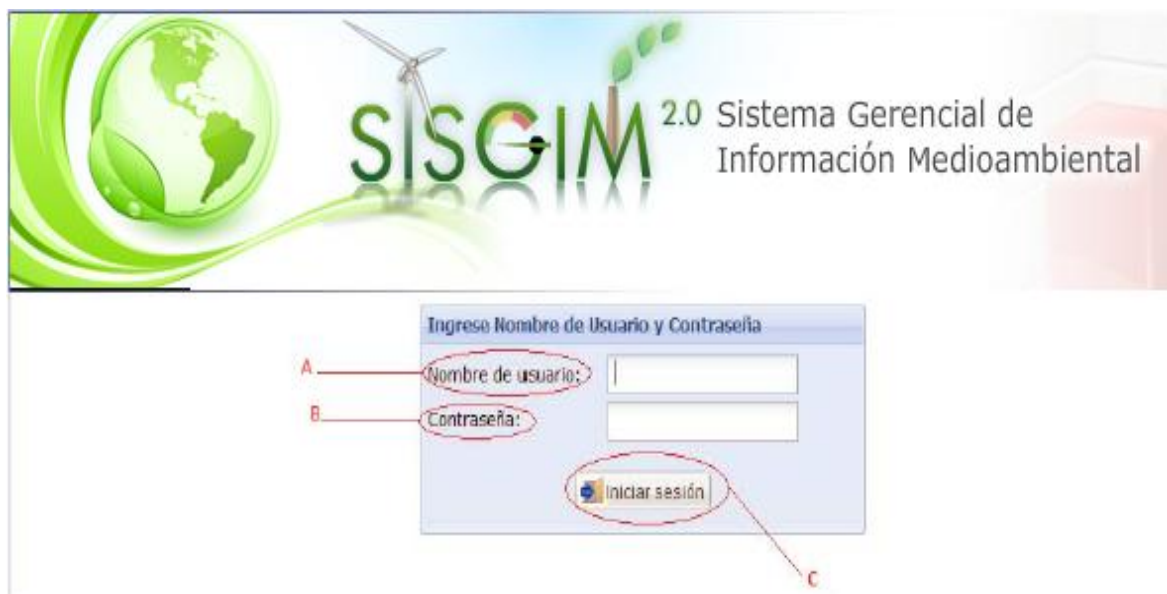 SISGIM 2.0 Sistema Gerencial de
Información Medioambiental
Ingrese Nombre de Usuario y Contraseña
A Nombre de usuario:
B Contraseña:
Iniciar sesión
C